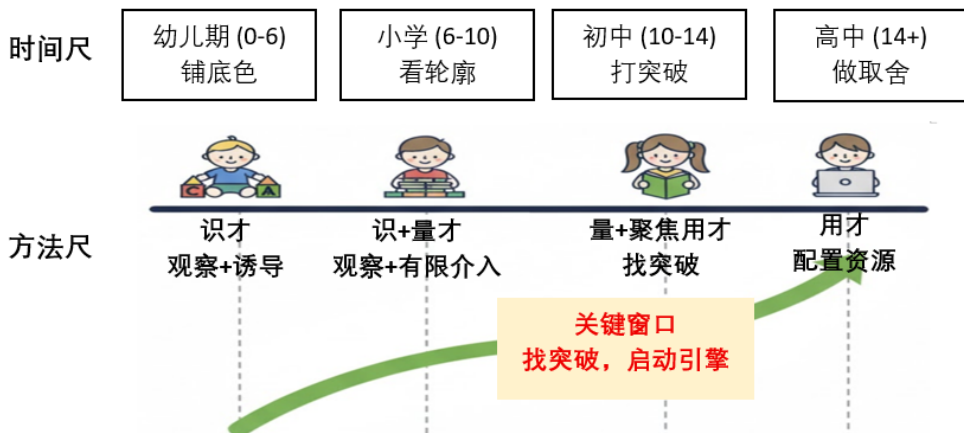 时间尺
幼儿期 (0-6)
铺底色
小学 (6-10)
看轮廓
初中 (10-14)
打突破
高中 (14+)
做取舍
C A
方法尺
识才
观察+诱导
识+量才
观察+有限介入
量+聚焦用才
找突破
用才
配置资源
关键窗口
找突破，启动引擎